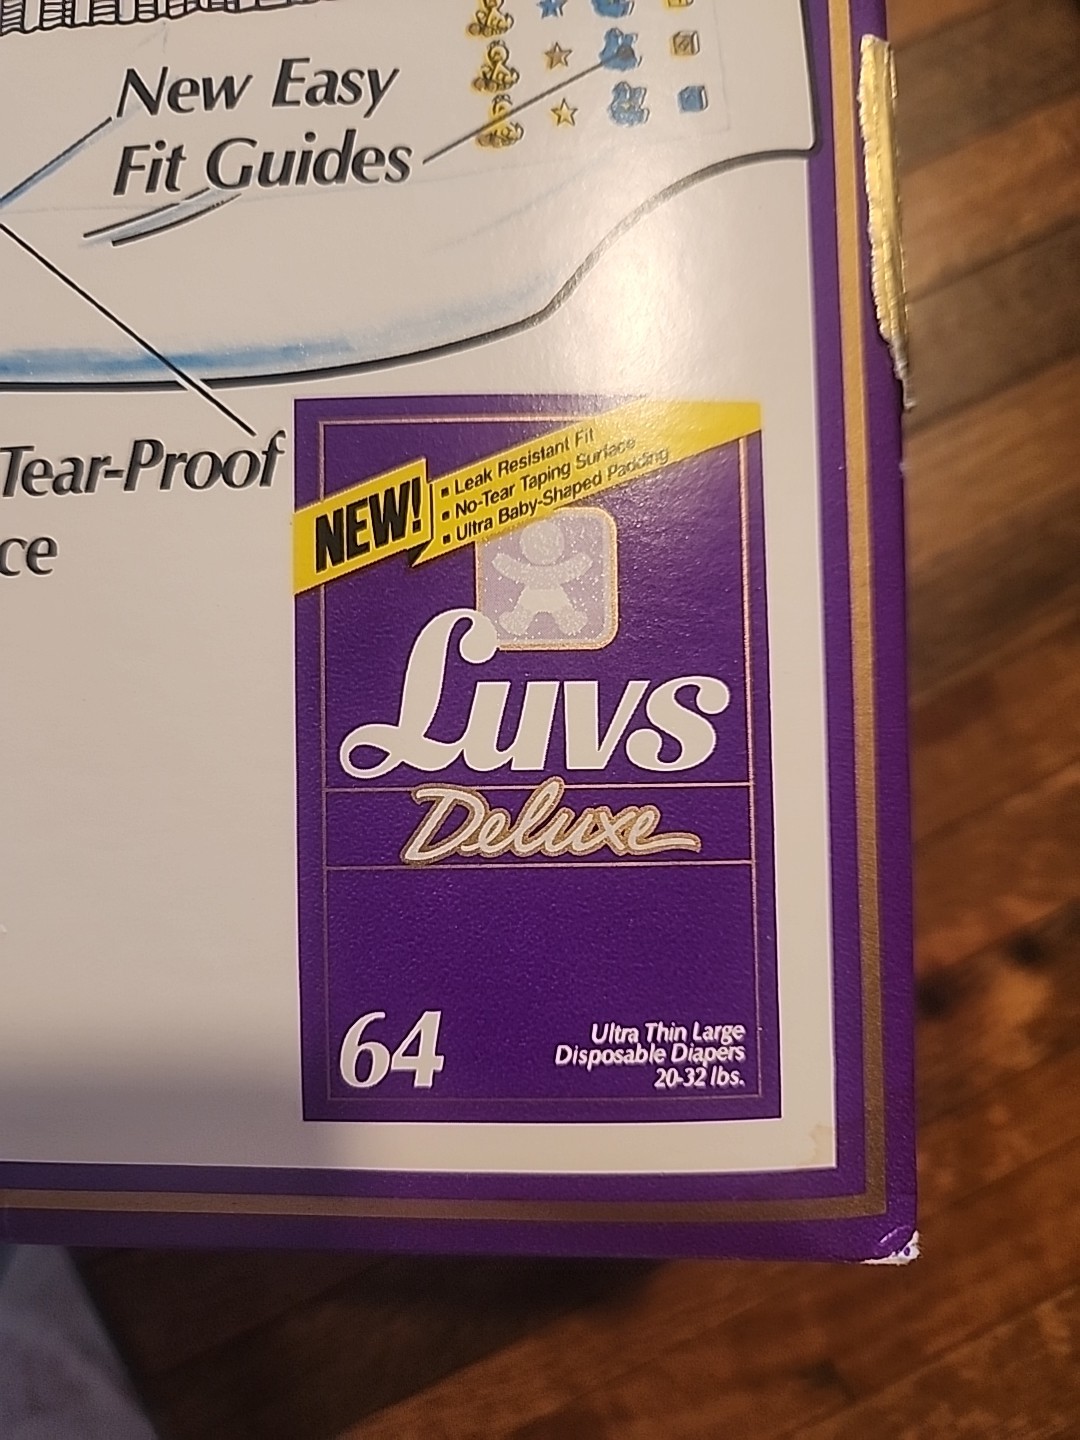 New Easy
Fit Guides
Tear-Proof
ce
NEW!
▪ Leak Resistant Fit
▪ No-Tear Taping Surface
▪ Ultra Baby-Shaped Padding
Luvs
Deluxe
64
Ultra Thin Large
Disposable Diapers
20-32 lbs.